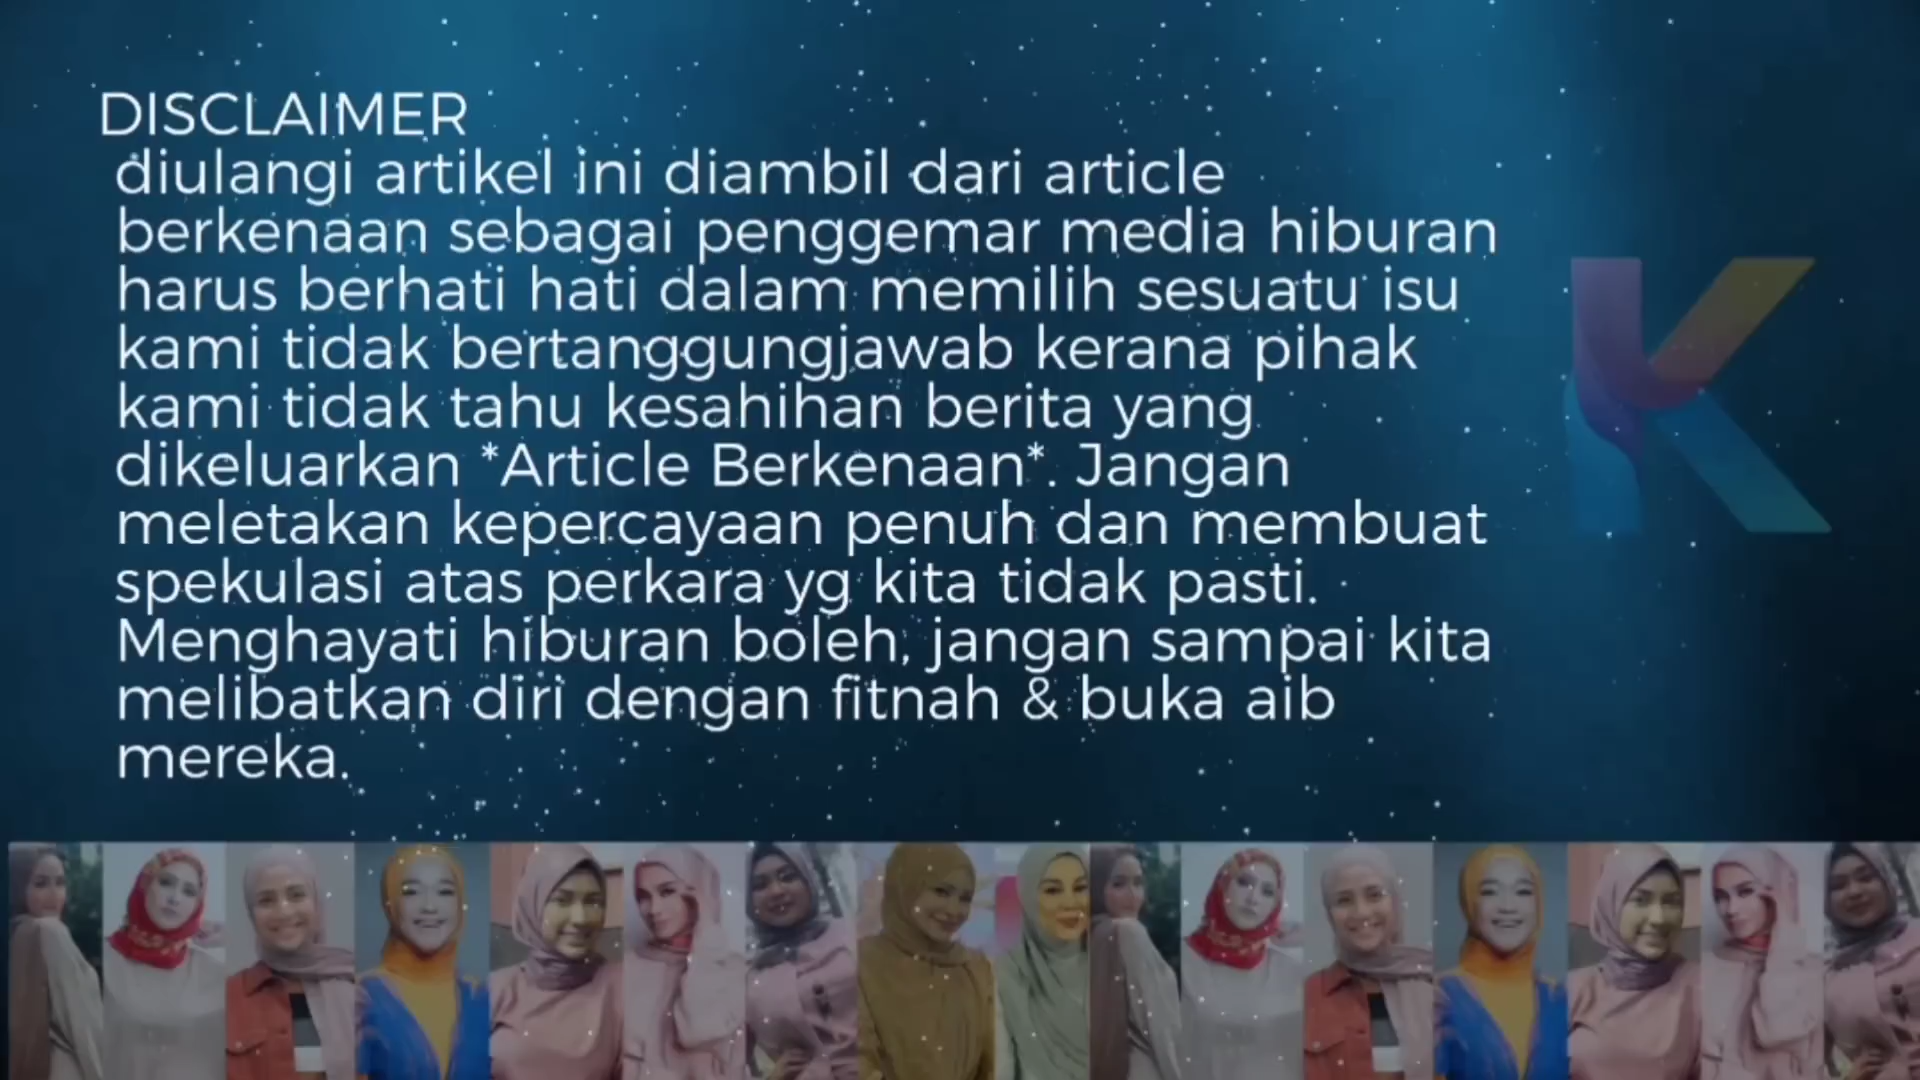 DISCLAIMER
diulangi artikel ini diambil dari article
berkenaan sebagai penggemar media hiburan
harus berhati hati dalam memilih sesuatu isu
kami tidak bertanggungjawab kerana pihak
kami tidak tahu kesahihan berita yang
dikeluarkan *Article Berkenaan*. Jangan
meletakan kepercayaan penuh dan membuat
spekulasi atas perkara yg kita tidak pasti.
Menghayati hiburan boleh, jangan sampai kita
melibatkan diri dengan fitnah & buka aib
mereka.
K